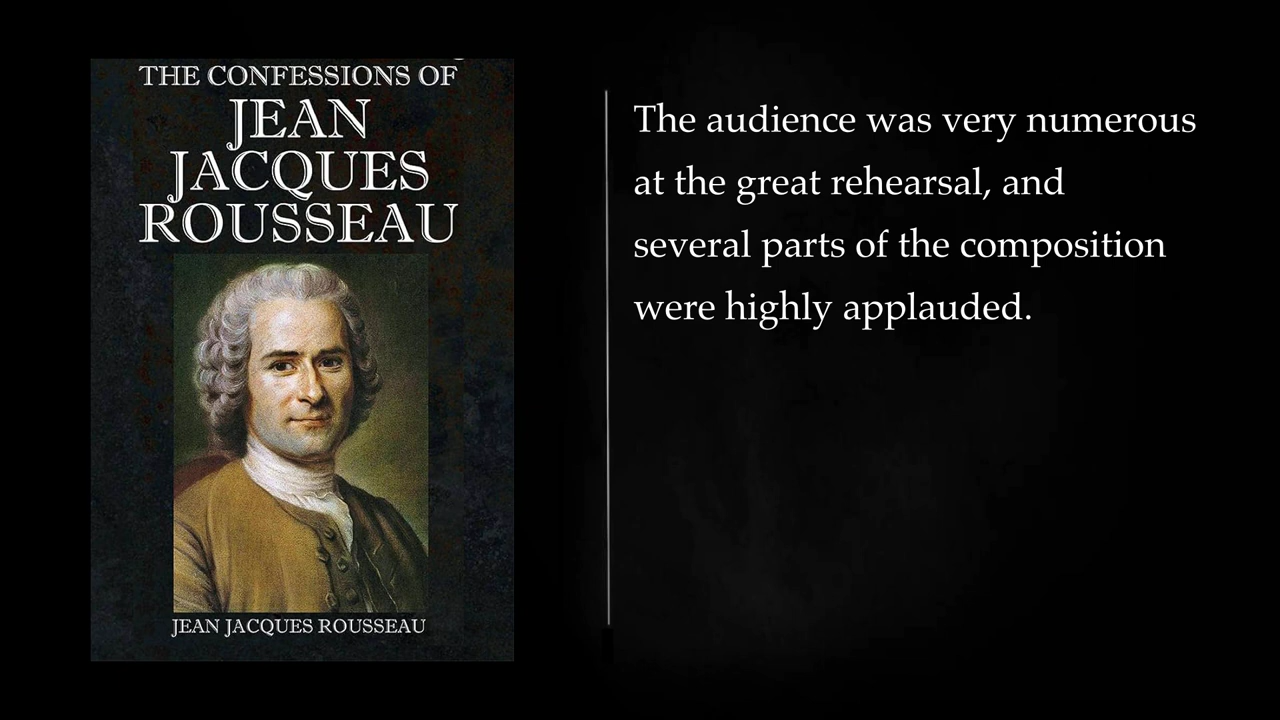 THE CONFESSIONS OF
JEAN
JACQUES
ROUSSEAU
JEAN JACQUES ROUSSEAU
The audience was very numerous
at the great rehearsal, and
several parts of the composition
were highly applauded.